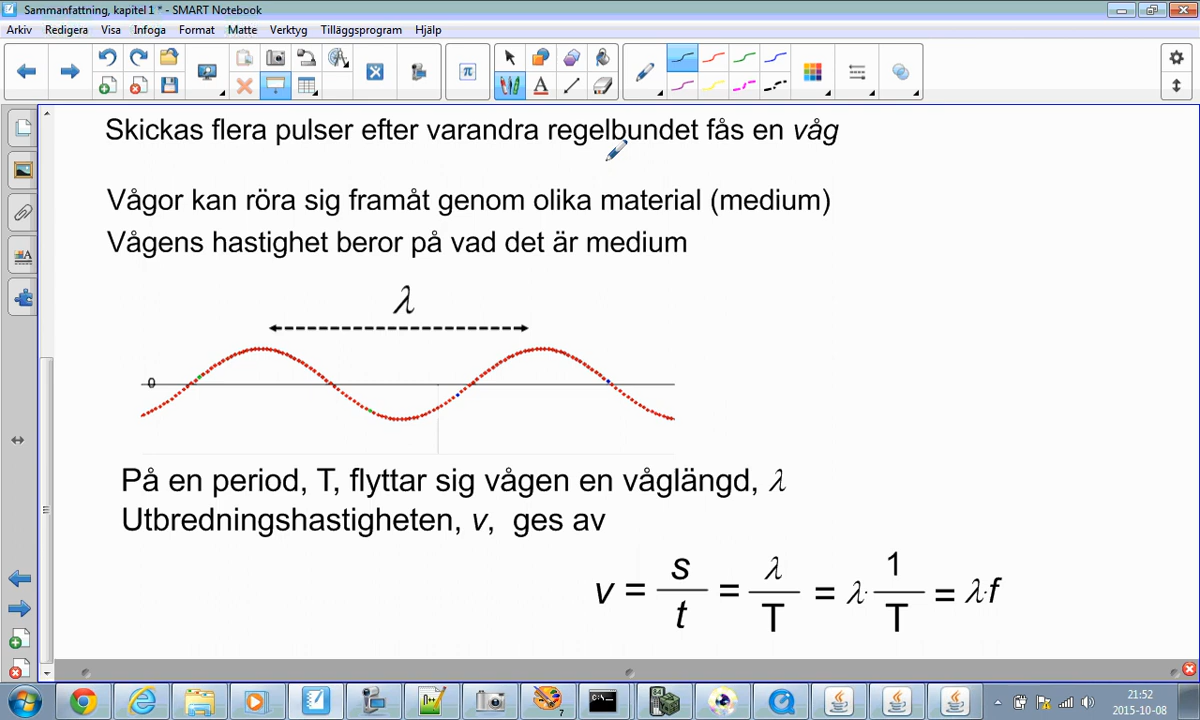 Sammanfattning, kapitel 1 * - SMART Notebook
Arkiv Redigera Visa Infoga Format Matte Verktyg Tilläggsprogram Hjälp
Skickas flera pulser efter varandra regelbundet fås en våg
Vågor kan röra sig framåt genom olika material (medium)
Vågens hastighet beror på vad det är medium
λ
0
På en period, T, flyttar sig vågen en våglängd, λ
Utbredningshastigheten, v, ges av
v = s/t = λ/T = λ · 1/T = λ·f
21:52
2015-10-08